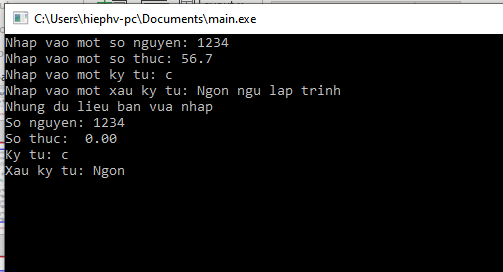 C:\Users\hiephv-pc\Documents\main.exe
Nhap vao mot so nguyen: 1234
Nhap vao mot so thuc: 56.7
Nhap vao mot ky tu: c
Nhap vao mot xau ky tu: Ngon ngu lap trinh
Nhung du lieu ban vua nhap
So nguyen: 1234
So thuc:  0.00
Ky tu: c
Xau ky tu: Ngon